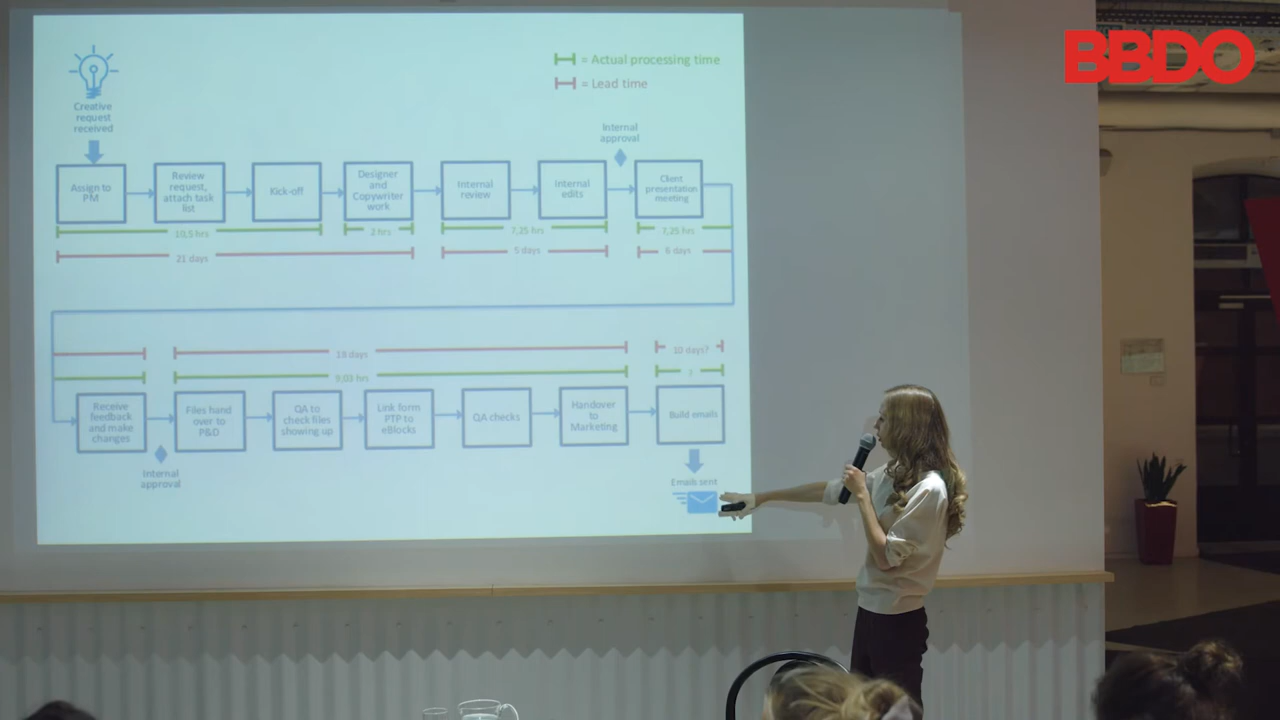 BBDO
= Actual processing time
= Lead time
Creative
request
received
Internal
approval
Assign to
PM
Review
request,
attach task
list
Kick-off
Designer
and
Copywriter
work
Internal
review
Internal
edits
Client
presentation
meeting
10,5 hrs
2 hrs
7,25 hrs
7,25 hrs
21 days
5 days
6 days
18 days
10 days?
9,03 hrs
?
Receive
feedback
and make
changes
Files hand
over to
P&D
QA to
check files
showing up
Link form
PTP to
eBlocks
QA checks
Handover
to
Marketing
Build emails
Internal
approval
Emails sent